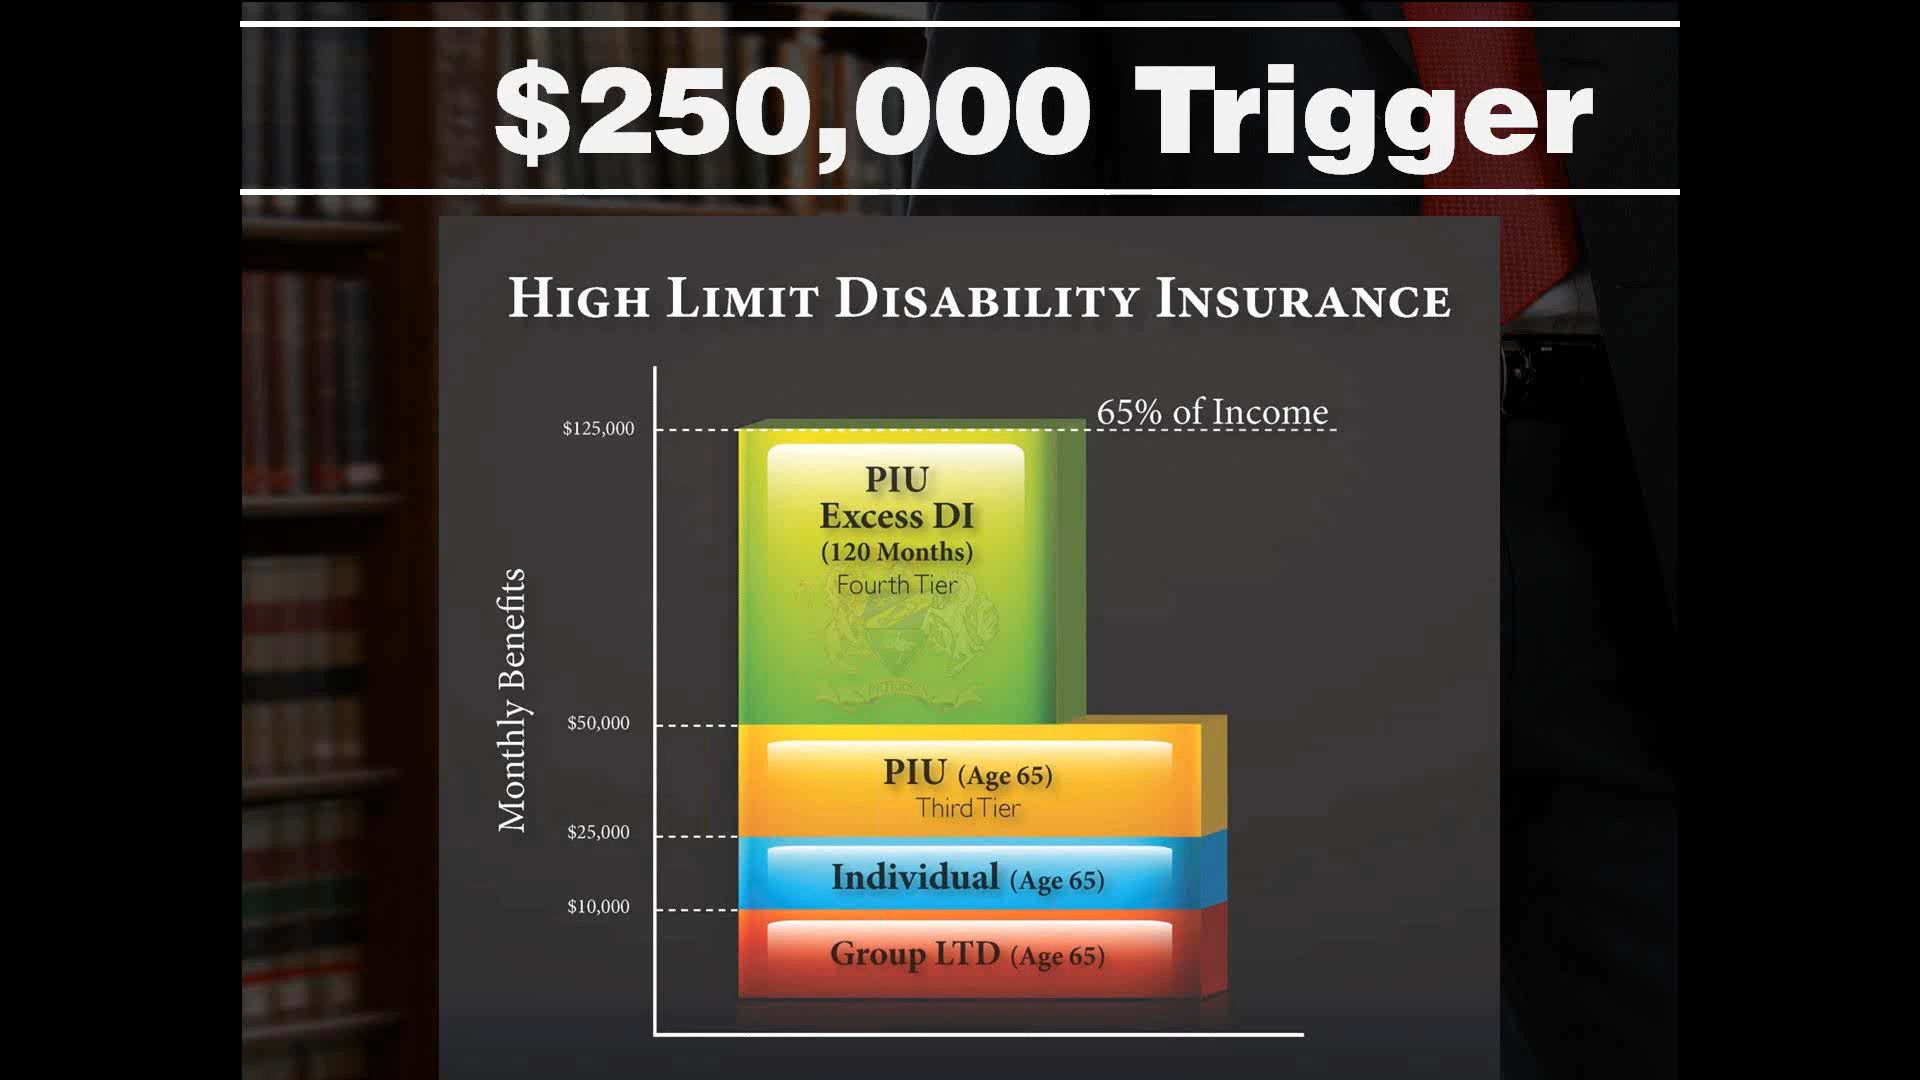 $250,000 Trigger
HIGH LIMIT DISABILITY INSURANCE
65% of Income
$125,000
PIU
Excess DI
(120 Months)
Fourth Tier
PETERSON
Monthly Benefits
$50,000
PIU (Age 65)
Third Tier
$25,000
Individual (Age 65)
$10,000
Group LTD (Age 65)